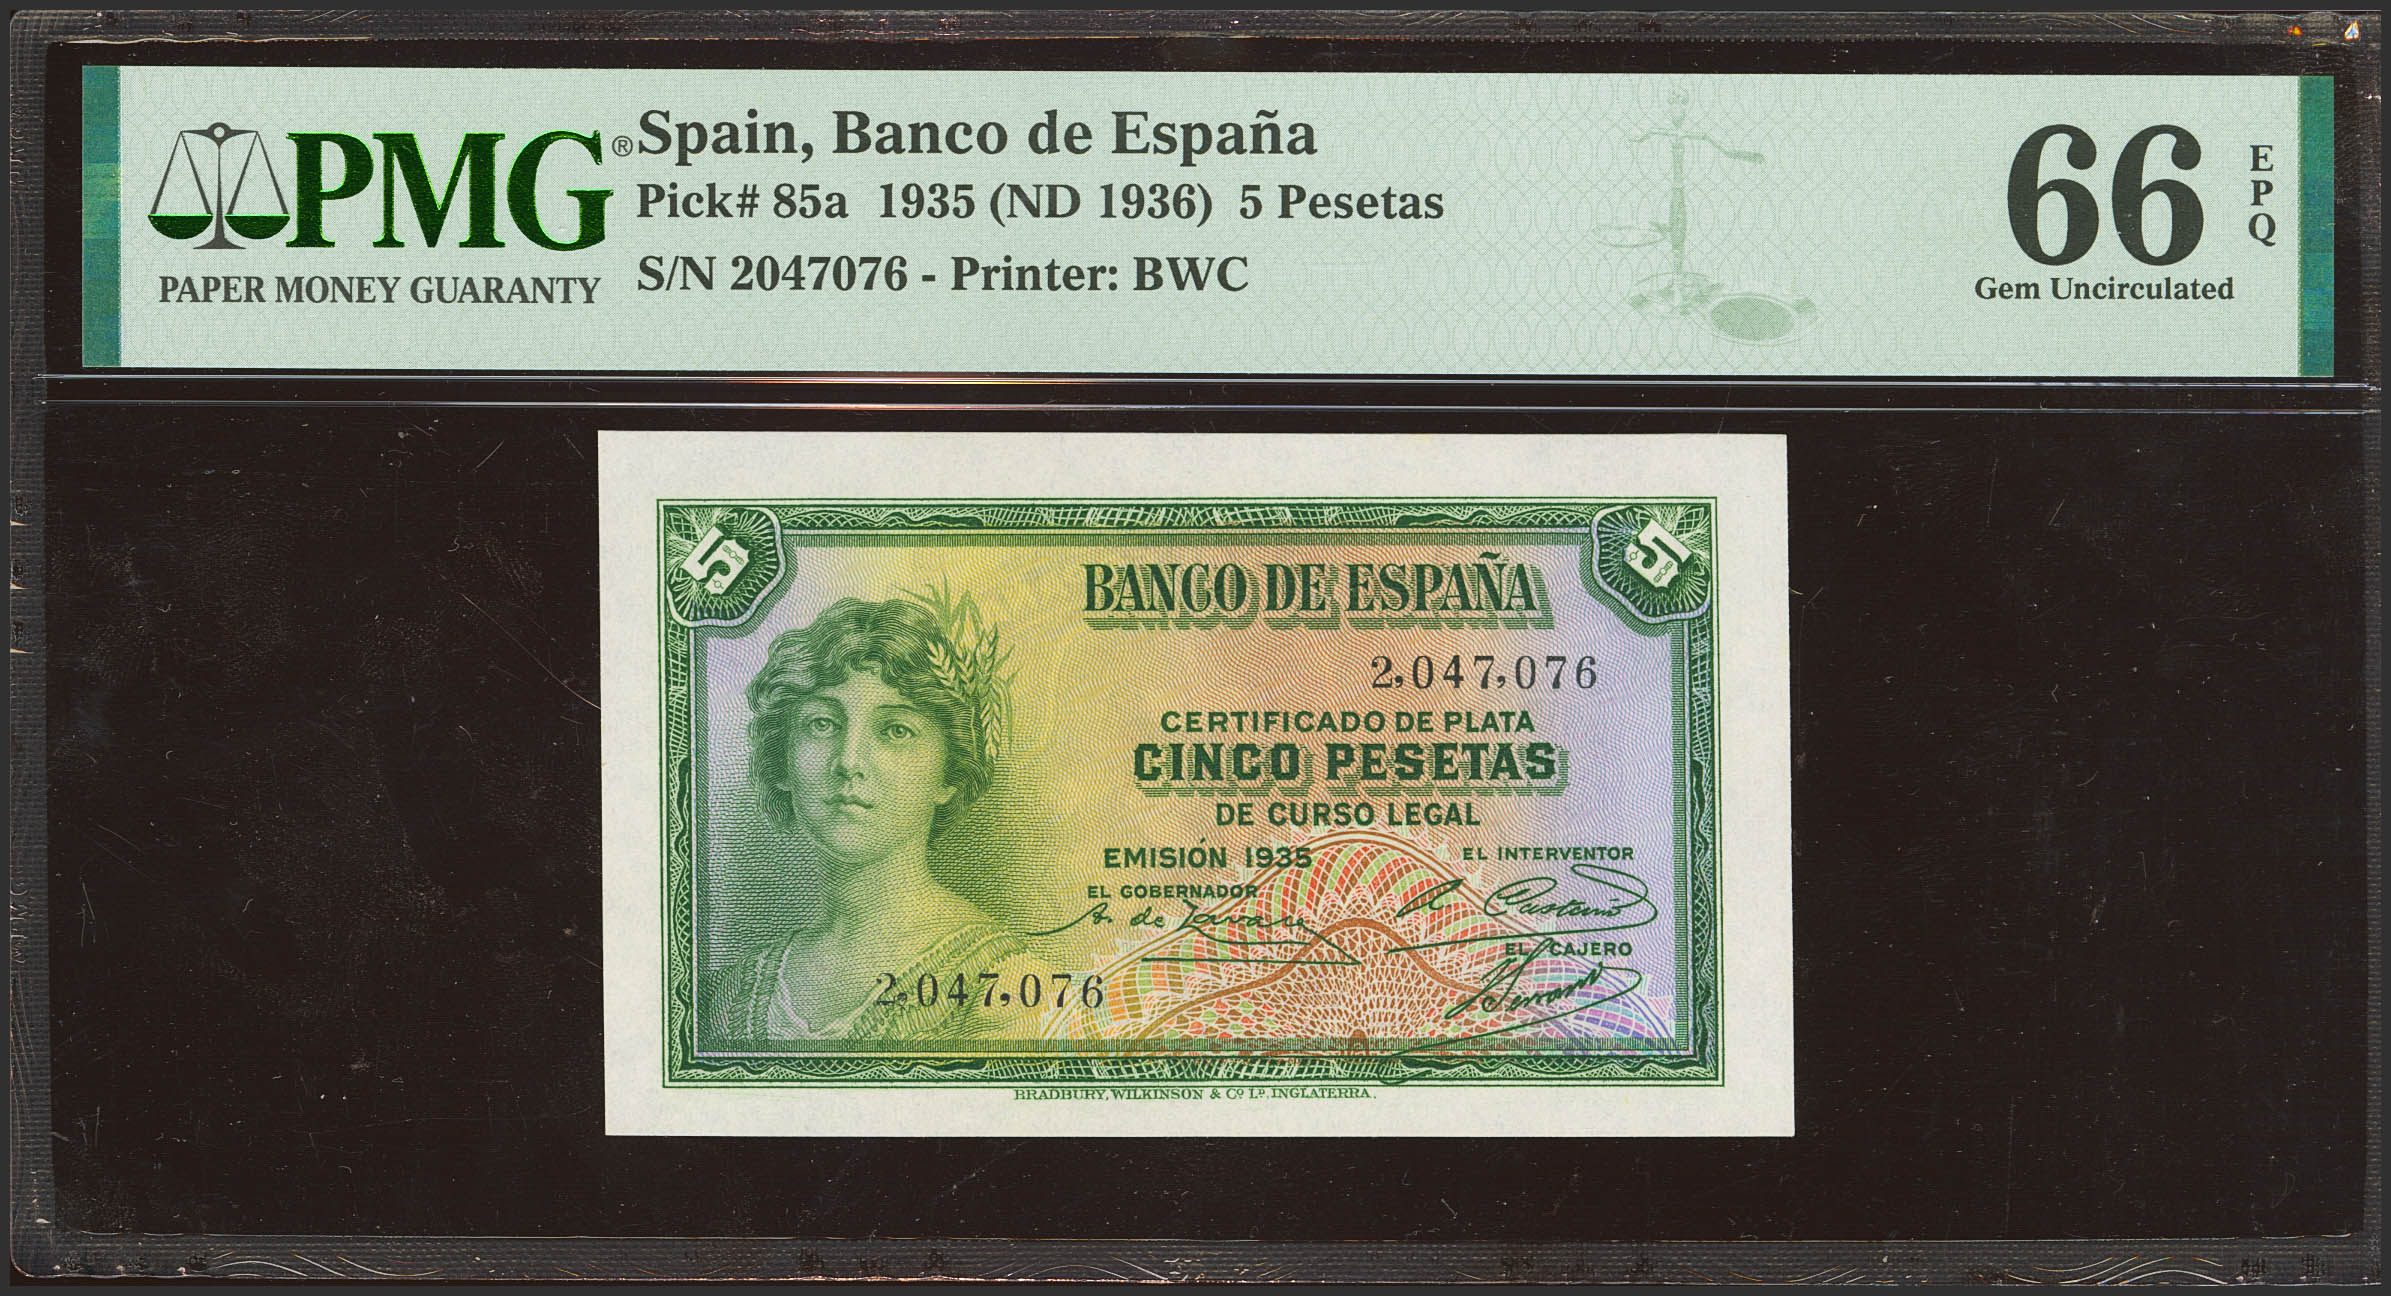 PMG®
PAPER MONEY GUARANTY
Spain, Banco de España
Pick# 85a 1935 (ND 1936) 5 Pesetas
S/N 2047076 - Printer: BWC
66
EPQ
Gem Uncirculated
5
5
BANCO DE ESPAÑA
2,047,076
CERTIFICADO DE PLATA
CINCO PESETAS
DE CURSO LEGAL
EMISIÓN 1935
EL INTERVENTOR
EL GOBERNADOR
EL CAJERO
2,047,076
BRADBURY, WILKINSON & Cº Lᴰ. INGLATERRA.